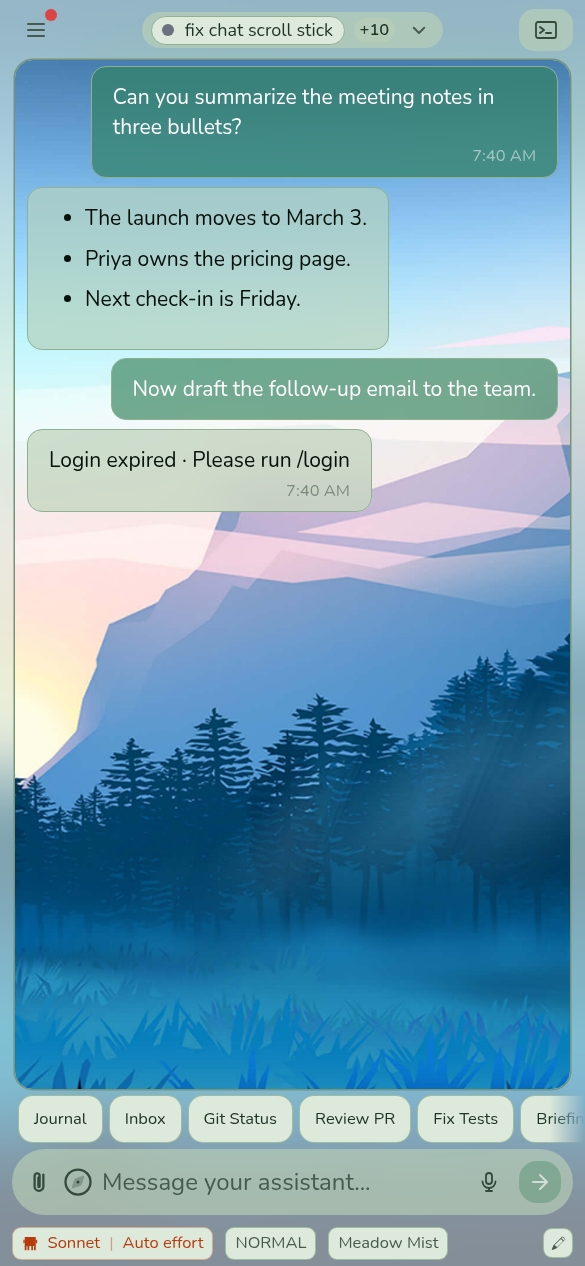 fix chat scroll stick +10
Can you summarize the meeting notes in
three bullets?
7:40 AM
• The launch moves to March 3.
• Priya owns the pricing page.
• Next check-in is Friday.
Now draft the follow-up email to the team.
Login expired · Please run /login
7:40 AM
Journal Inbox Git Status Review PR Fix Tests
Message your assistant...
Sonnet | Auto effort NORMAL Meadow Mist